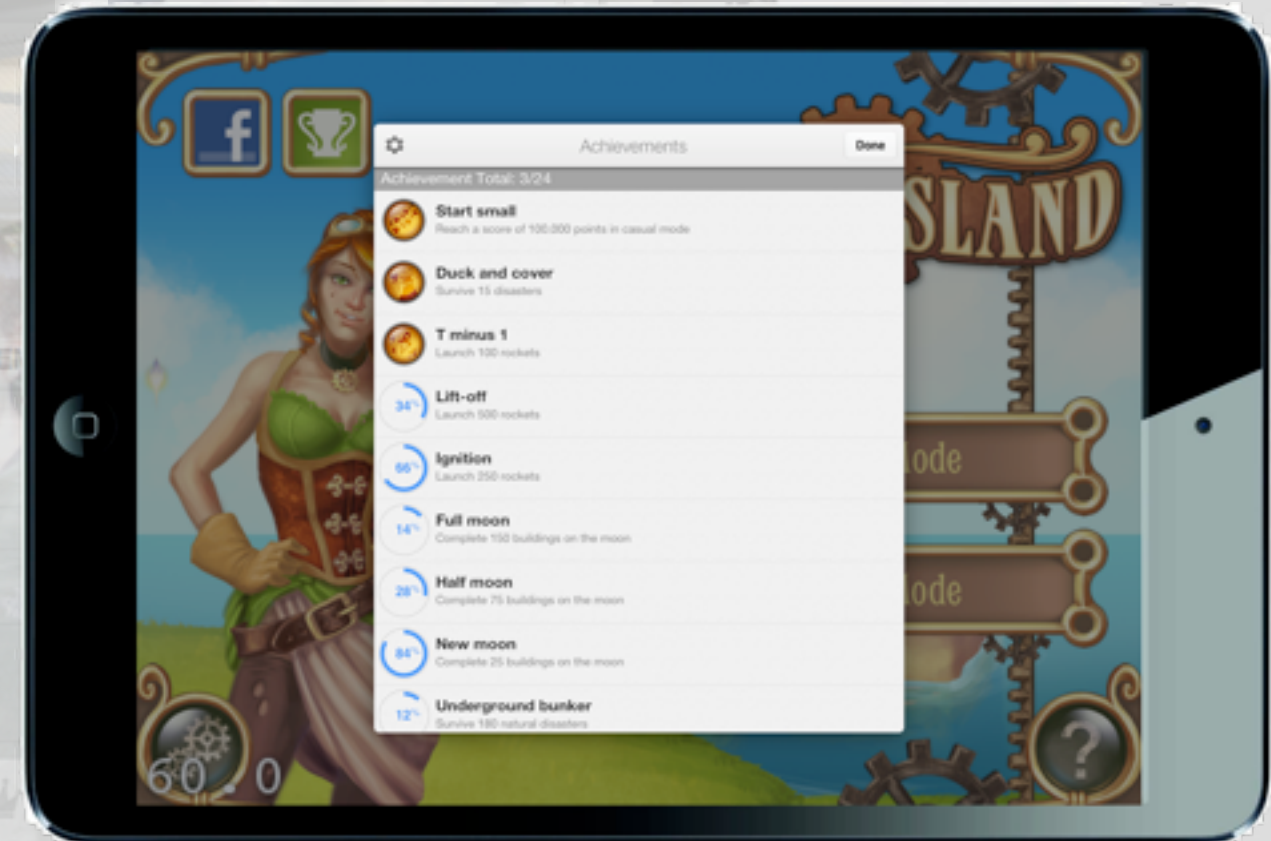 f
Achievements
Done
Achievement Total: 3/24
SLAND
Start small
Reach a score of 100.000 points in casual mode
Duck and cover
Survive 15 disasters
T minus 1
Launch 100 rockets
34%
Lift-off
Launch 500 rockets
66%
Ignition
Launch 250 rockets
ode
14%
Full moon
Complete 150 buildings on the moon
28%
Half moon
Complete 75 buildings on the moon
ode
84%
New moon
Complete 25 buildings on the moon
12%
Underground bunker
Survive 180 natural disasters
60.0
?